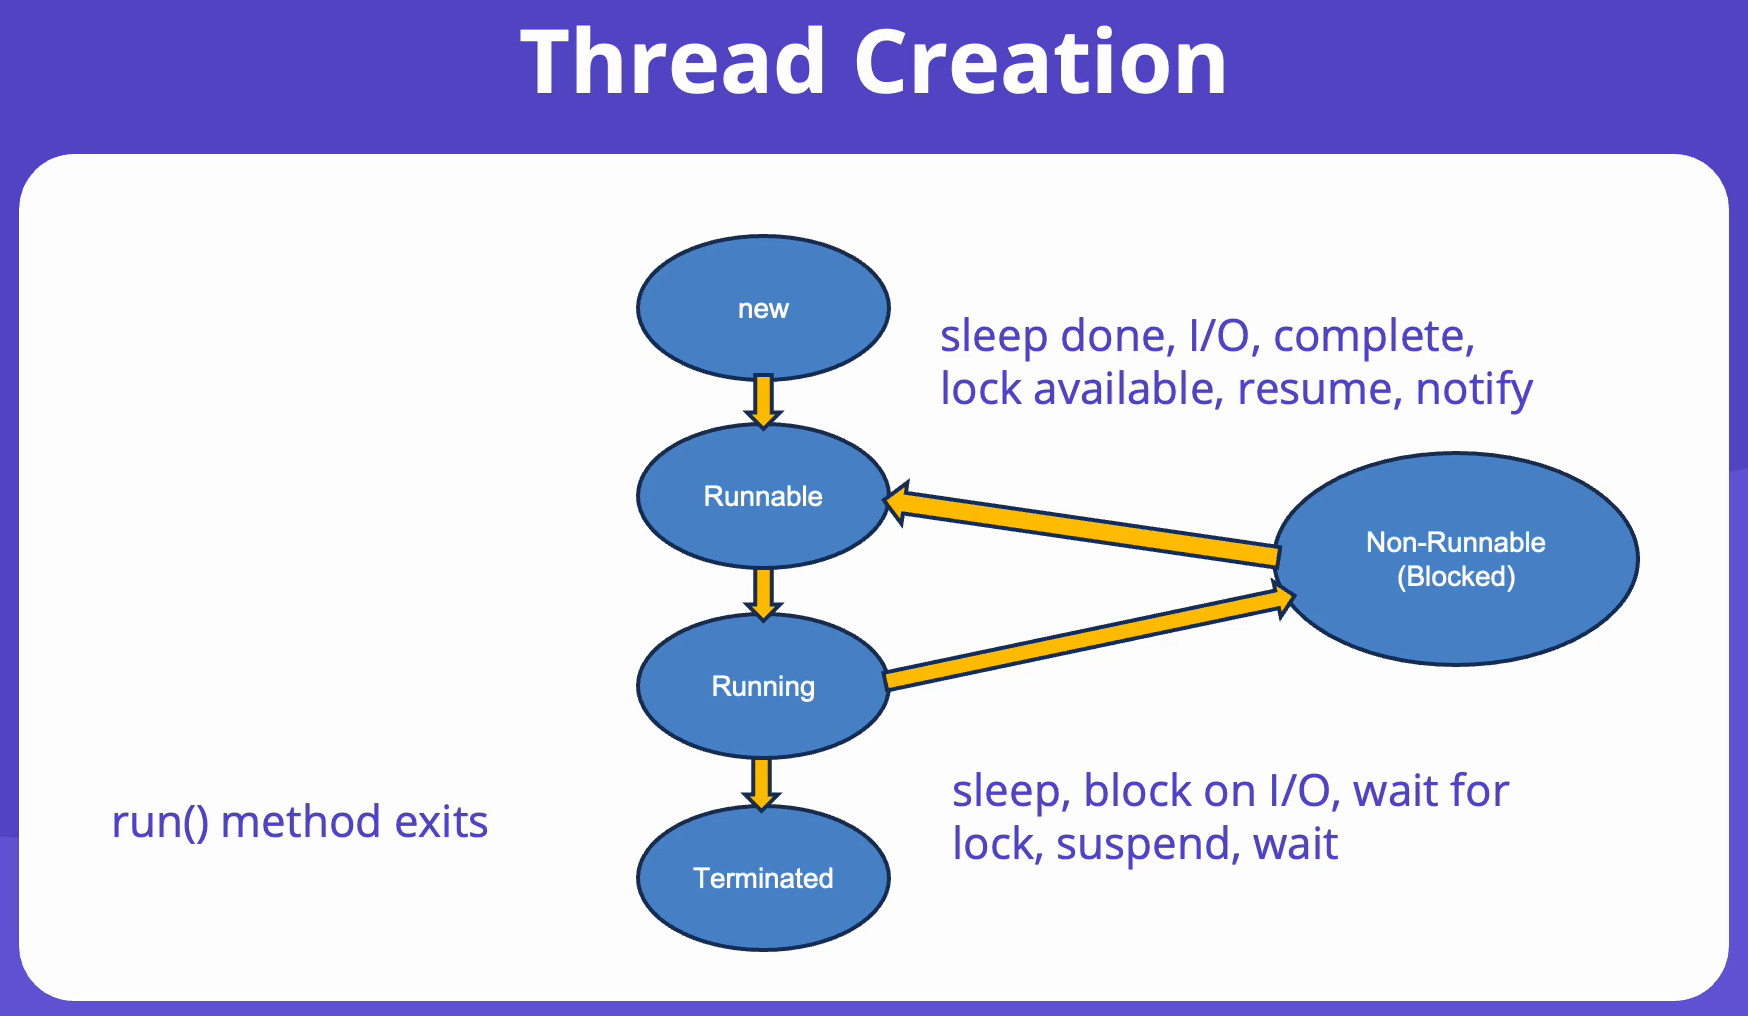 Thread Creation
new
sleep done, I/O, complete,
lock available, resume, notify
Runnable
Non-Runnable
(Blocked)
Running
sleep, block on I/O, wait for
lock, suspend, wait
run() method exits
Terminated